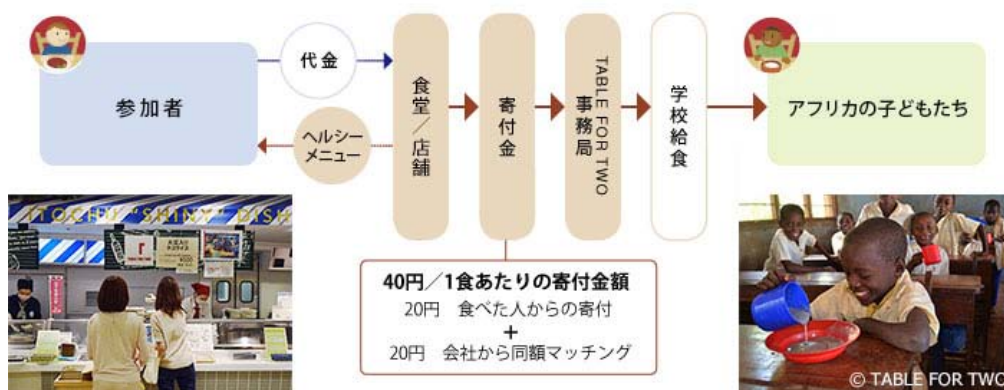 参加者
代金
ヘルシー
メニュー
食堂／店舗
寄付金
TABLE FOR TWO
事務局
学校給食
アフリカの子どもたち
40円／1食あたりの寄付金額
20円 食べた人からの寄付
+
20円 会社から同額マッチング
ITOCHU "SHINY" DISH
© TABLE FOR TWO